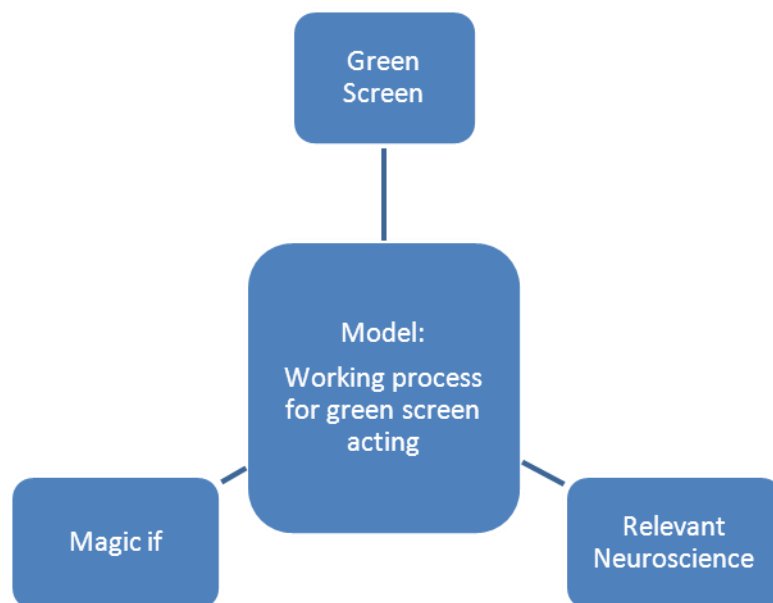 Green
Screen
Model:
Working process
for green screen
acting
Magic if
Relevant
Neuroscience